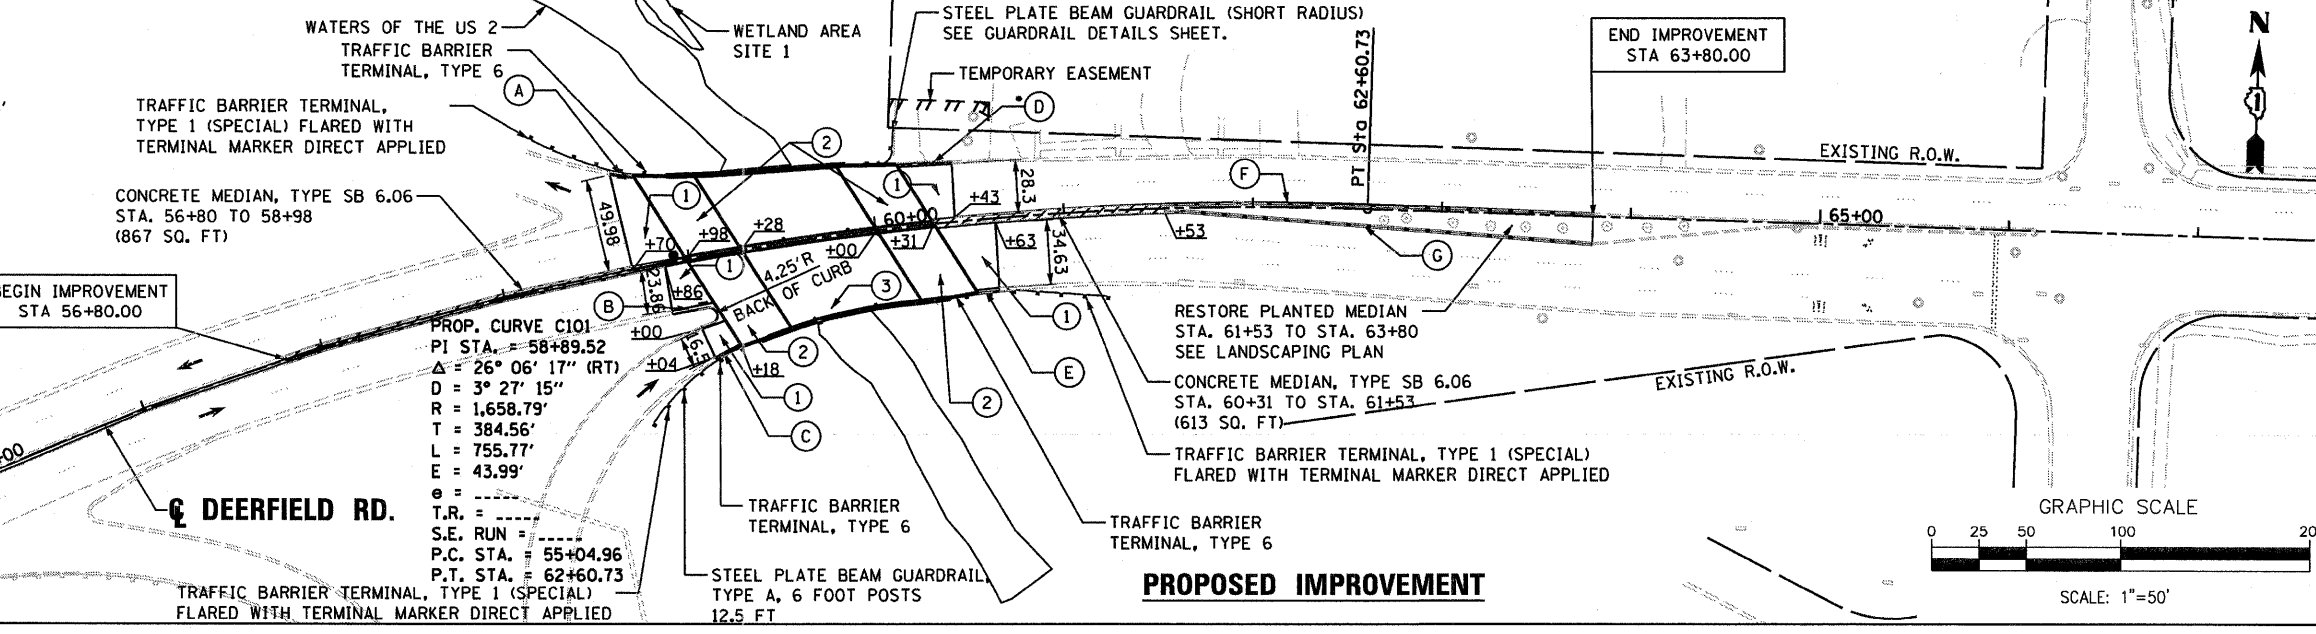 WATERS OF THE US 2
TRAFFIC BARRIER
TERMINAL, TYPE 6
A
TRAFFIC BARRIER TERMINAL,
TYPE 1 (SPECIAL) FLARED WITH
TERMINAL MARKER DIRECT APPLIED
CONCRETE MEDIAN, TYPE SB 6.06
STA. 56+80 TO 58+98
(867 SQ. FT)
BEGIN IMPROVEMENT
STA 56+80.00
WETLAND AREA
SITE 1
STEEL PLATE BEAM GUARDRAIL (SHORT RADIUS)
SEE GUARDRAIL DETAILS SHEET.
TEMPORARY EASEMENT
D
2
1
1
49.98
+70
+98
+28
60+00
+00
+31
+43
28.3
+63
34.63
+53
PT Sta 62+60.73
END IMPROVEMENT
STA 63+80.00
N
1
EXISTING R.O.W.
F
65+00
G
B
23.86
+86
1
4.25'R
BACK OF CURB
3
+00
+04
+18
2
1
C
1
E
2
PROP. CURVE C101
PI STA. = 58+89.52
Δ = 26° 06' 17" (RT)
D = 3° 27' 15"
R = 1,658.79'
T = 384.56'
L = 755.77'
E = 43.99'
e = _____
T.R. = _____
S.E. RUN = _____
P.C. STA. = 55+04.96
P.T. STA. = 62+60.73
+00
℄ DEERFIELD RD.
TRAFFIC BARRIER TERMINAL, TYPE 1 (SPECIAL)
FLARED WITH TERMINAL MARKER DIRECT APPLIED
TRAFFIC BARRIER
TERMINAL, TYPE 6
STEEL PLATE BEAM GUARDRAIL,
TYPE A, 6 FOOT POSTS
12.5 FT
RESTORE PLANTED MEDIAN
STA. 61+53 TO STA. 63+80
SEE LANDSCAPING PLAN
CONCRETE MEDIAN, TYPE SB 6.06
STA. 60+31 TO STA. 61+53
(613 SQ. FT)
EXISTING R.O.W.
TRAFFIC BARRIER TERMINAL, TYPE 1 (SPECIAL)
FLARED WITH TERMINAL MARKER DIRECT APPLIED
TRAFFIC BARRIER
TERMINAL, TYPE 6
PROPOSED IMPROVEMENT
GRAPHIC SCALE
0 25 50 100
SCALE: 1"=50'